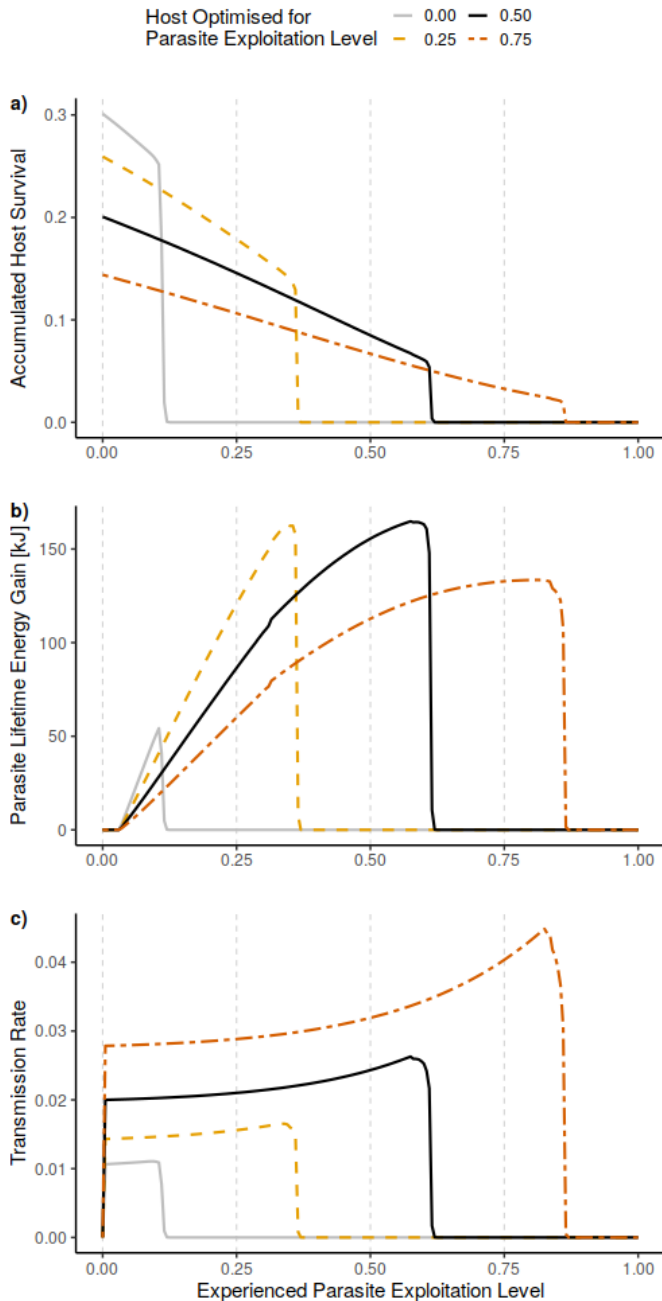 Host Optimised for
Parasite Exploitation Level
0.00 0.50
0.25 0.75
a)
Accumulated Host Survival
0.3
0.2
0.1
0.0
0.00 0.25 0.50 0.75 1.00
b)
Parasite Lifetime Energy Gain [kJ]
150
100
50
0
0.00 0.25 0.50 0.75 1.00
c)
Transmission Rate
0.04
0.03
0.02
0.01
0.00
0.00 0.25 0.50 0.75 1.00
Experienced Parasite Exploitation Level